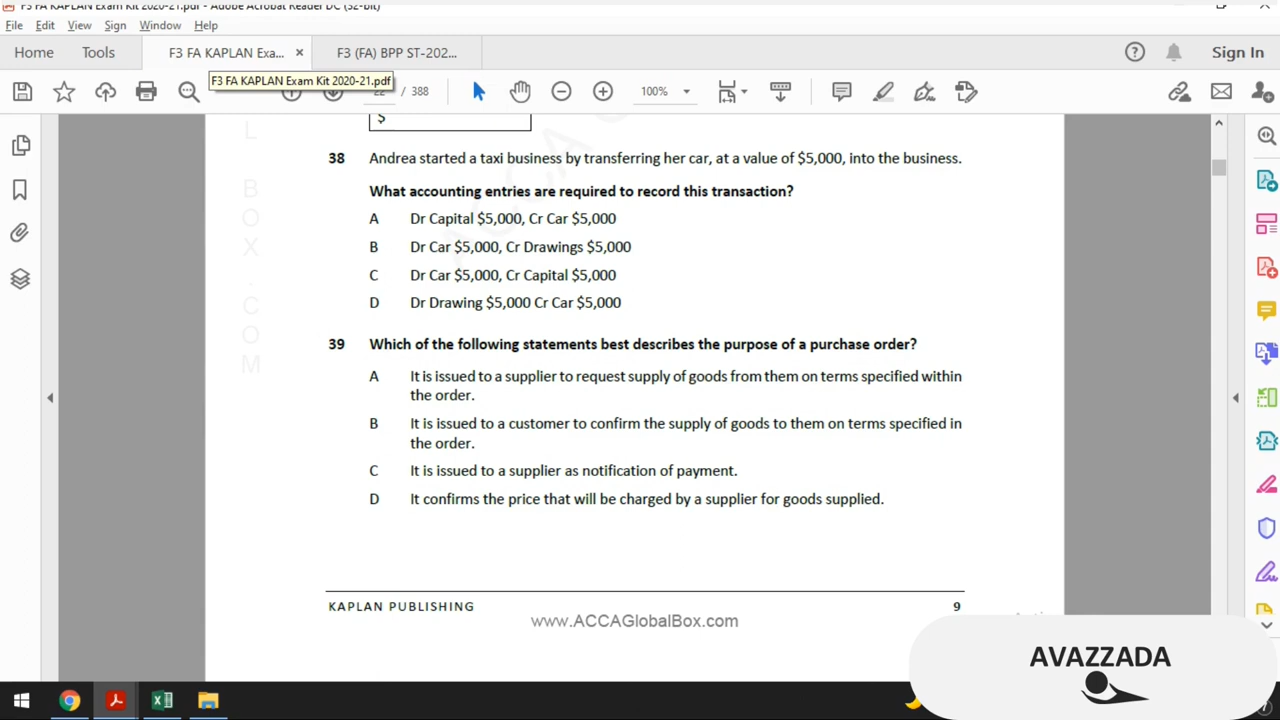 F3 FA KAPLAN Exam Kit 2020-21.pdf - Adobe Acrobat Reader DC (32-bit)
File Edit View Sign Window Help
Home Tools F3 FA KAPLAN Exa... × F3 (FA) BPP ST-202... Sign In
F3 FA KAPLAN Exam Kit 2020-21.pdf
22 / 388 100%
$
38 Andrea started a taxi business by transferring her car, at a value of $5,000, into the business.
What accounting entries are required to record this transaction?
A Dr Capital $5,000, Cr Car $5,000
B Dr Car $5,000, Cr Drawings $5,000
C Dr Car $5,000, Cr Capital $5,000
D Dr Drawing $5,000 Cr Car $5,000
39 Which of the following statements best describes the purpose of a purchase order?
A It is issued to a supplier to request supply of goods from them on terms specified within
the order.
B It is issued to a customer to confirm the supply of goods to them on terms specified in
the order.
C It is issued to a supplier as notification of payment.
D It confirms the price that will be charged by a supplier for goods supplied.
KAPLAN PUBLISHING 9
www.ACCAGlobalBox.com
L
B
O
X
.
C
O
M
ACCA
AVAZZADA